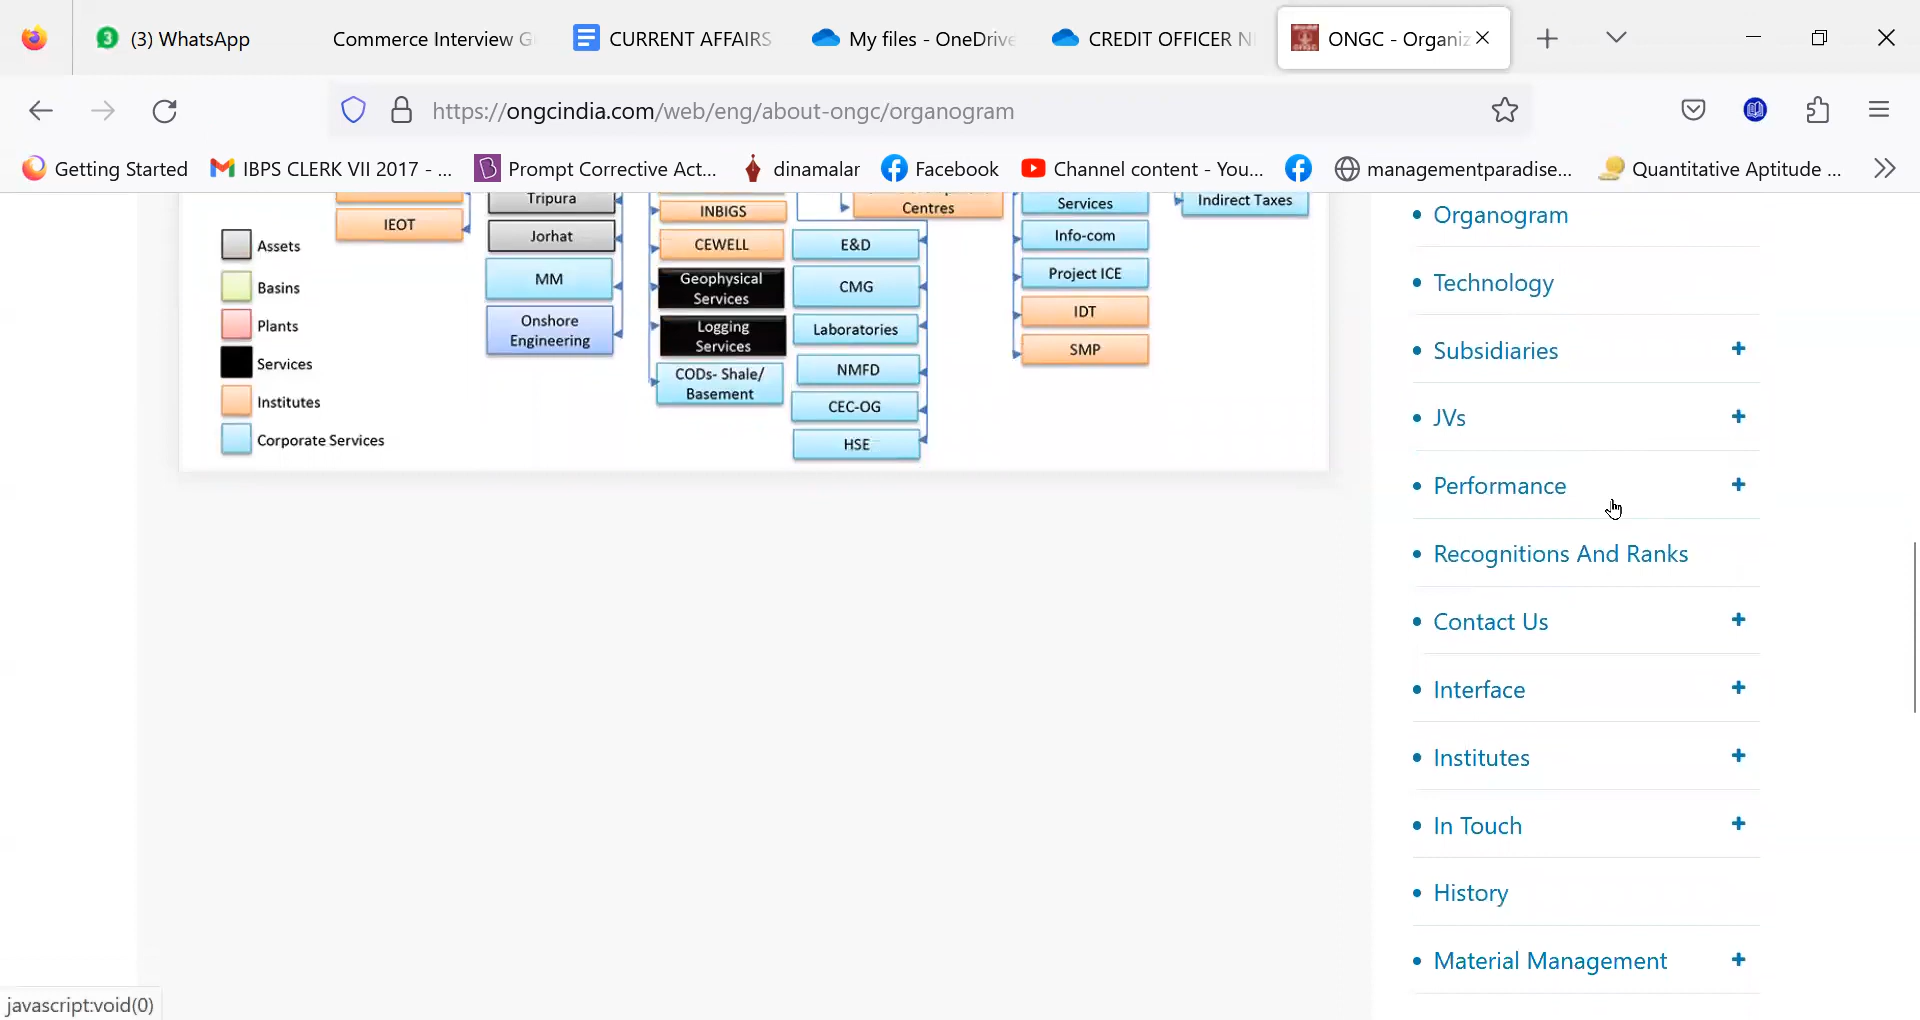 3 (3) WhatsApp
Commerce Interview G
CURRENT AFFAIRS
My files - OneDrive
CREDIT OFFICER N
ONGC - Organiz
https://ongcindia.com/web/eng/about-ongc/organogram
Getting Started
IBPS CLERK VII 2017 - ...
Prompt Corrective Act...
dinamalar
Facebook
Channel content - You...
managementparadise...
Quantitative Aptitude ...
IEOT
Assets
Basins
Plants
Services
Institutes
Corporate Services
Tripura
Jorhat
MM
Onshore
Engineering
INBIGS
CEWELL
Geophysical
Services
Logging
Services
CODs- Shale/
Basement
Centres
E&D
CMG
Laboratories
NMFD
CEC-OG
HSE
Services
Info-com
Project ICE
IDT
SMP
Indirect Taxes
• Organogram
• Technology
• Subsidiaries +
• JVs +
• Performance +
• Recognitions And Ranks
• Contact Us +
• Interface +
• Institutes +
• In Touch +
• History
• Material Management +
javascript:void(0)